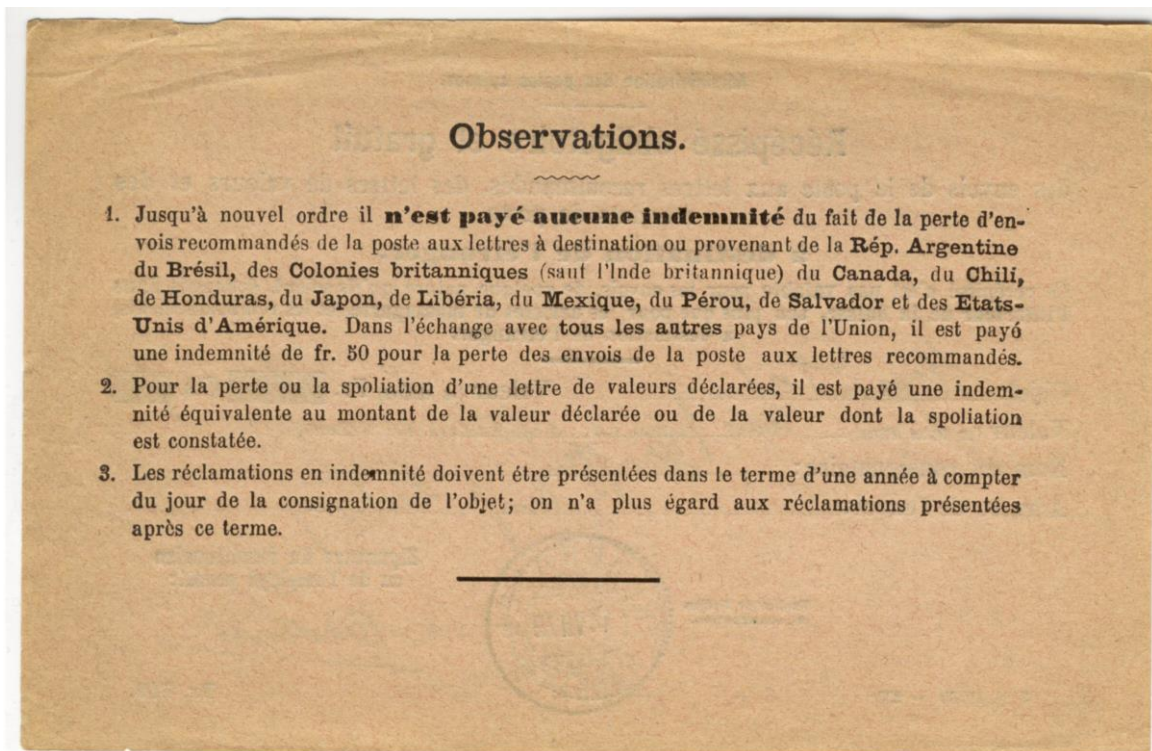 Observations.
1. Jusqu'à nouvel ordre il n'est payé aucune indemnité du fait de la perte d'en-
vois recommandés de la poste aux lettres à destination ou provenant de la Rép. Argentine
du Brésil, des Colonies britanniques (sauf l'Inde britannique) du Canada, du Chili,
de Honduras, du Japon, de Libéria, du Mexique, du Pérou, de Salvador et des Etats-
Unis d'Amérique. Dans l'échange avec tous les autres pays de l'Union, il est payé
une indemnité de fr. 50 pour la perte des envois de la poste aux lettres recommandés.
2. Pour la perte ou la spoliation d'une lettre de valeurs déclarées, il est payé une indem-
nité équivalente au montant de la valeur déclarée ou de la valeur dont la spoliation
est constatée.
3. Les réclamations en indemnité doivent étre présentées dans le terme d'une année à compter
du jour de la consignation de l'objet; on n'a plus égard aux réclamations présentées
après ce terme.